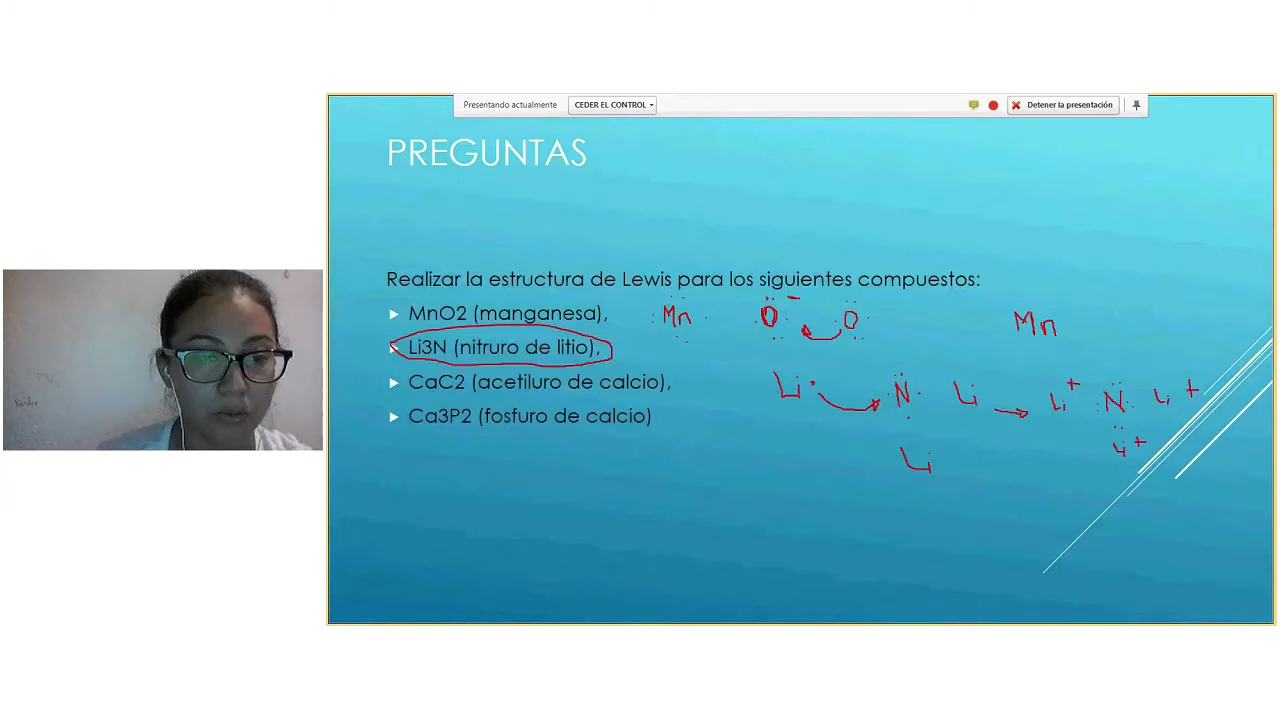 Presentando actualmente CEDER EL CONTROL Detener la presentación
PREGUNTAS
Realizar la estructura de Lewis para los siguientes compuestos:
MnO2 (manganesa), Mn O O Mn
Li3N (nitruro de litio),
CaC2 (acetiluro de calcio), Li N Li Li+ N Li+
Ca3P2 (fosfuro de calcio)
Li Li+